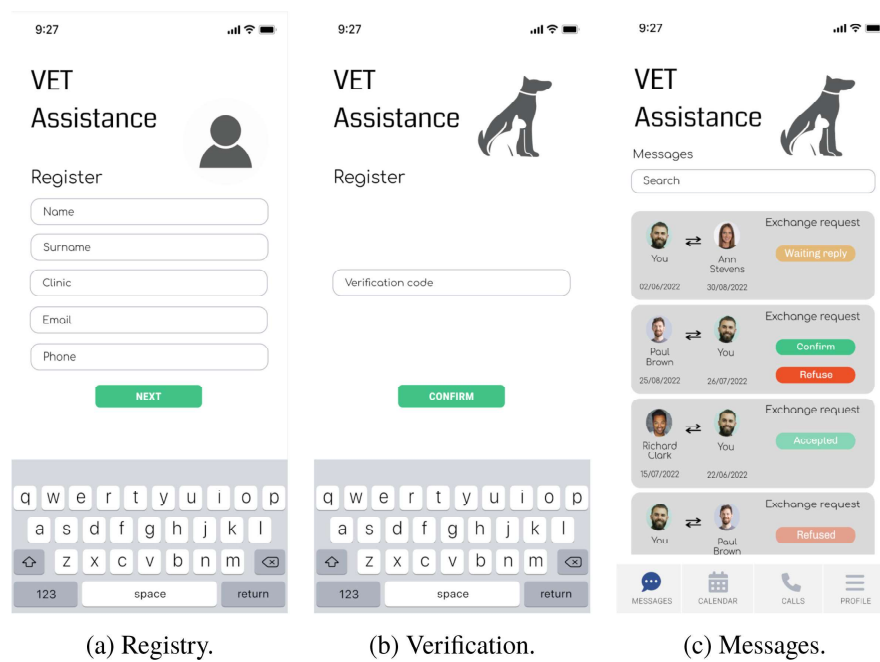 9:27
VET
Assistance
Register
Name
Surname
Clinic
Email
Phone
NEXT
q w e r t y u i o p
a s d f g h j k l
z x c v b n m
123 space return
(a) Registry.
9:27
VET
Assistance
Register
Verification code
CONFIRM
q w e r t y u i o p
a s d f g h j k l
z x c v b n m
123 space return
(b) Verification.
9:27
VET
Assistance
Messages
Search
Exchange request
You
Ann
Stevens
Waiting reply
02/06/2022 30/08/2022
Exchange request
Paul
Brown
You
Confirm
Refuse
25/08/2022 26/07/2022
Exchange request
Richard
Clark
You
Accepted
15/07/2022 22/06/2022
Exchange request
You
Paul
Brown
Refused
MESSAGES CALENDAR CALLS PROFILE
(c) Messages.